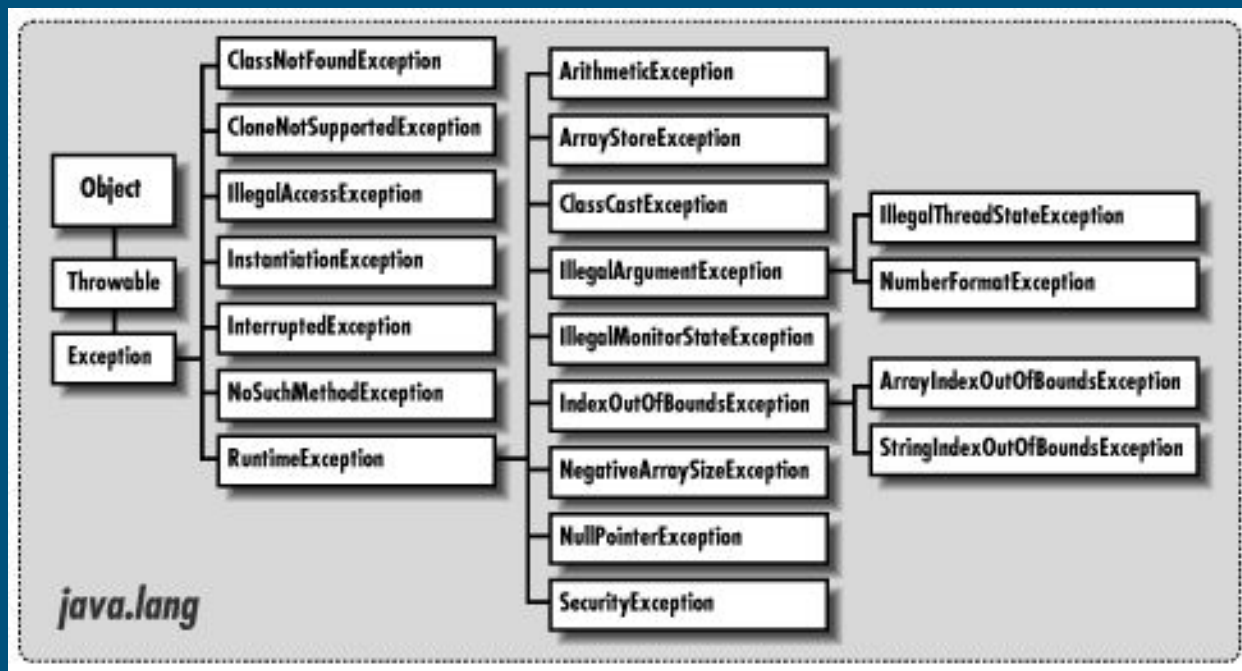 Object
Throwable
Exception
ClassNotFoundException
CloneNotSupportedException
IllegalAccessException
InstantiationException
InterruptedException
NoSuchMethodException
RuntimeException
ArithmeticException
ArrayStoreException
ClassCastException
IllegalArgumentException
IllegalMonitorStateException
IndexOutOfBoundsException
NegativeArraySizeException
NullPointerException
SecurityException
IllegalThreadStateException
NumberFormatException
ArrayIndexOutOfBoundsException
StringIndexOutOfBoundsException
java.lang